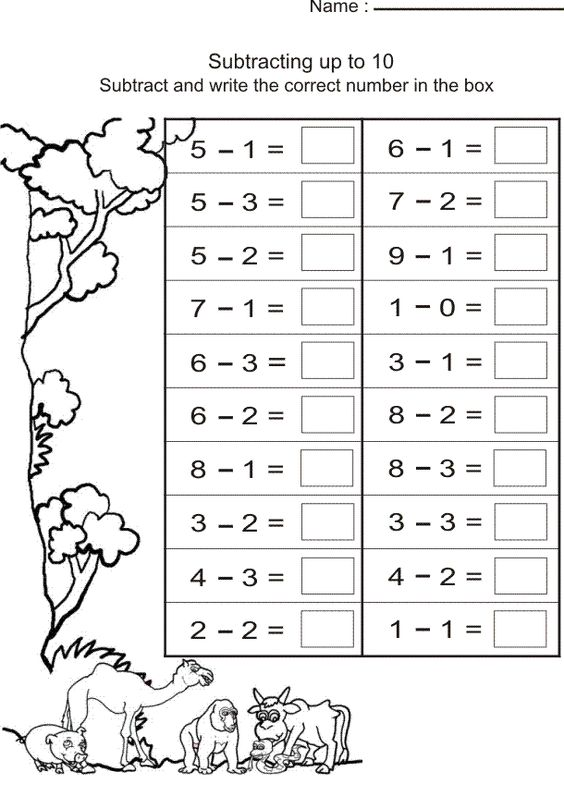 Name :
Subtracting up to 10
Subtract and write the correct number in the box
5 – 1 =
6 – 1 =
5 – 3 =
7 – 2 =
5 – 2 =
9 – 1 =
7 – 1 =
1 – 0 =
6 – 3 =
3 – 1 =
6 – 2 =
8 – 2 =
8 – 1 =
8 – 3 =
3 – 2 =
3 – 3 =
4 – 3 =
4 – 2 =
2 – 2 =
1 – 1 =